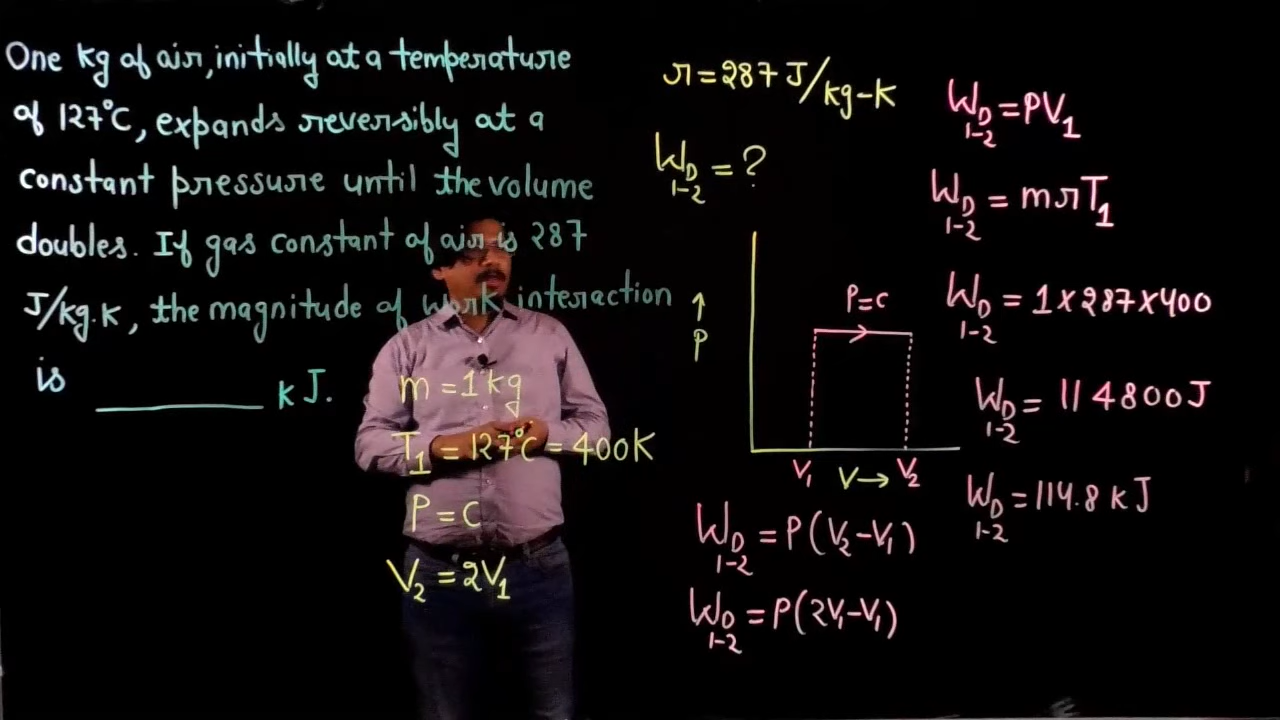 One kg of air, initially at a temperature
of 127°C, expands reversibly at a
constant pressure until the volume
doubles. If gas constant of air is 287
J/kg.K, the magnitude of work interaction
is ________ kJ.
m = 1 kg
T₁ = 127°C = 400K
P = C
V₂ = 2V₁
r = 287 J/kg-K
W_D 1-2 = ?
↑
P
P=C
V₁ V→ V₂
W_D 1-2 = P(V₂-V₁)
W_D 1-2 = P(2V₁-V₁)
W_D 1-2 = PV₁
W_D 1-2 = mrT₁
W_D 1-2 = 1×287×400
W_D 1-2 = 114800J
W_D 1-2 = 114.8 kJ